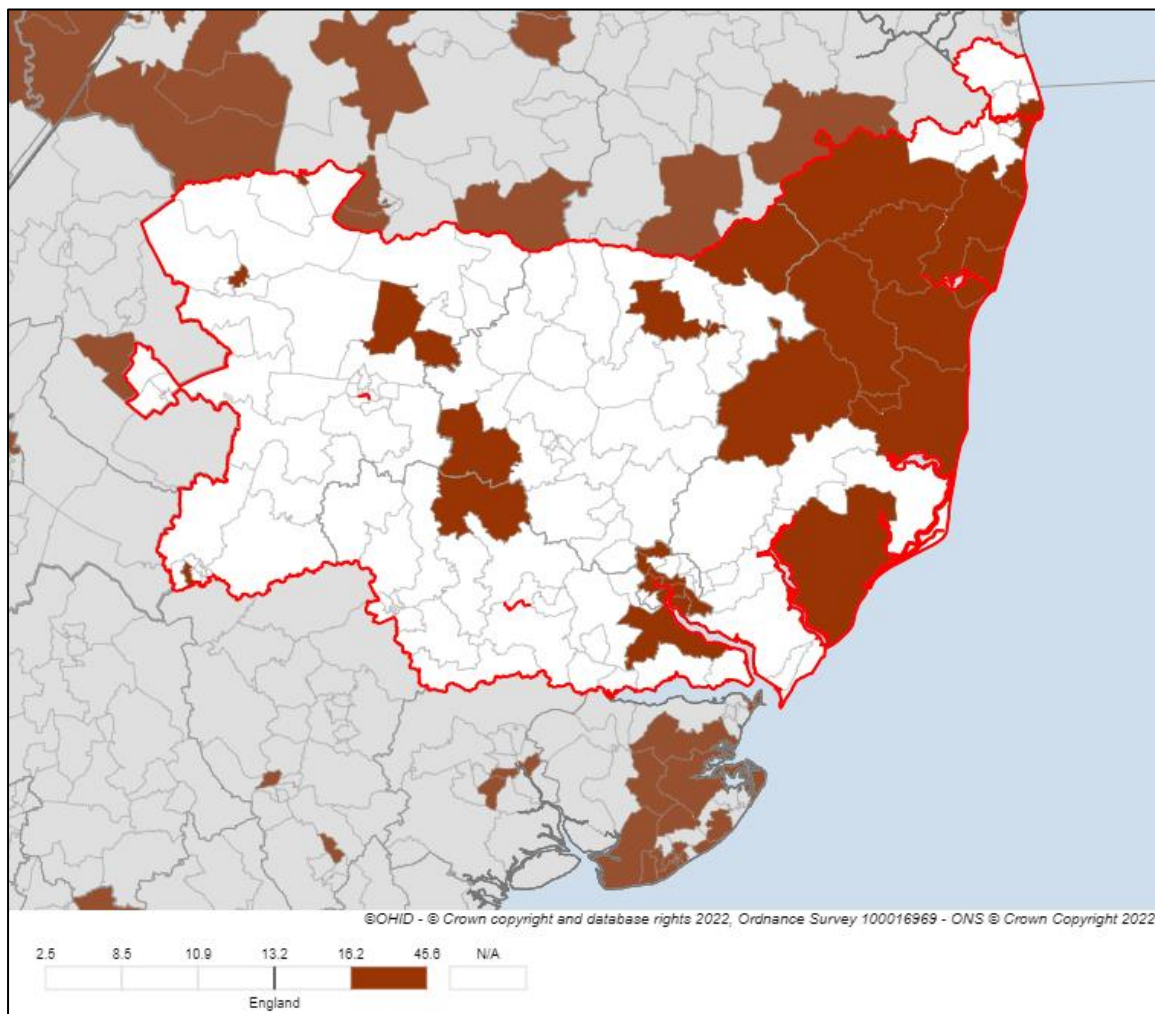 ©OHID - © Crown copyright and database rights 2022, Ordnance Survey 100016969 - ONS © Crown Copyright 2022
2.5 8.5 10.9 13.2 16.2 45.6 N/A
England